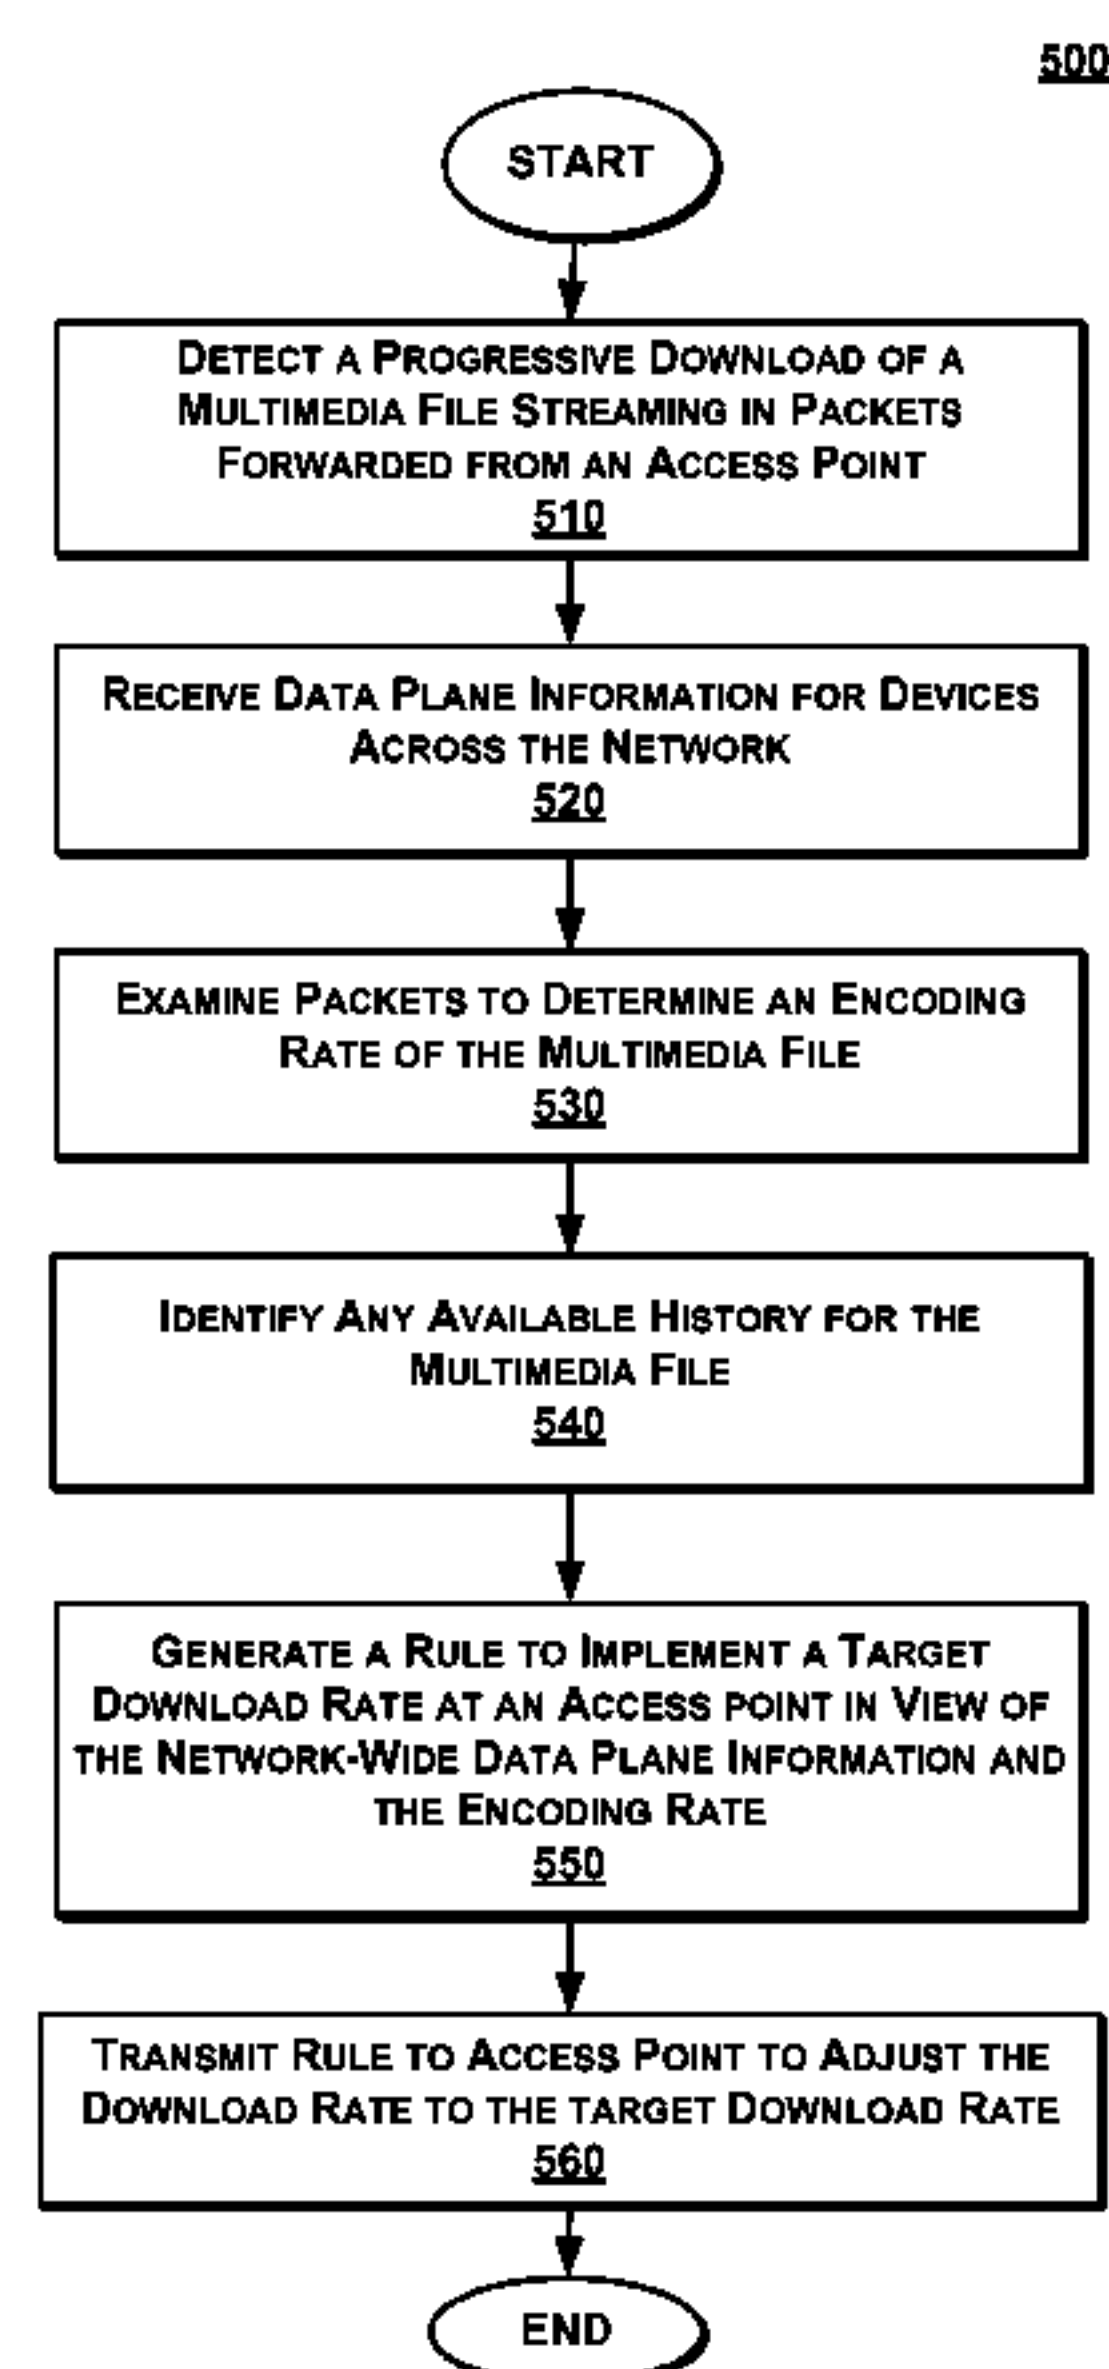 500
START
DETECT A PROGRESSIVE DOWNLOAD OF A
MULTIMEDIA FILE STREAMING IN PACKETS
FORWARDED FROM AN ACCESS POINT
510
RECEIVE DATA PLANE INFORMATION FOR DEVICES
ACROSS THE NETWORK
520
EXAMINE PACKETS TO DETERMINE AN ENCODING
RATE OF THE MULTIMEDIA FILE
530
IDENTIFY ANY AVAILABLE HISTORY FOR THE
MULTIMEDIA FILE
540
GENERATE A RULE TO IMPLEMENT A TARGET
DOWNLOAD RATE AT AN ACCESS POINT IN VIEW OF
THE NETWORK-WIDE DATA PLANE INFORMATION AND
THE ENCODING RATE
550
TRANSMIT RULE TO ACCESS POINT TO ADJUST THE
DOWNLOAD RATE TO THE TARGET DOWNLOAD RATE
560
END